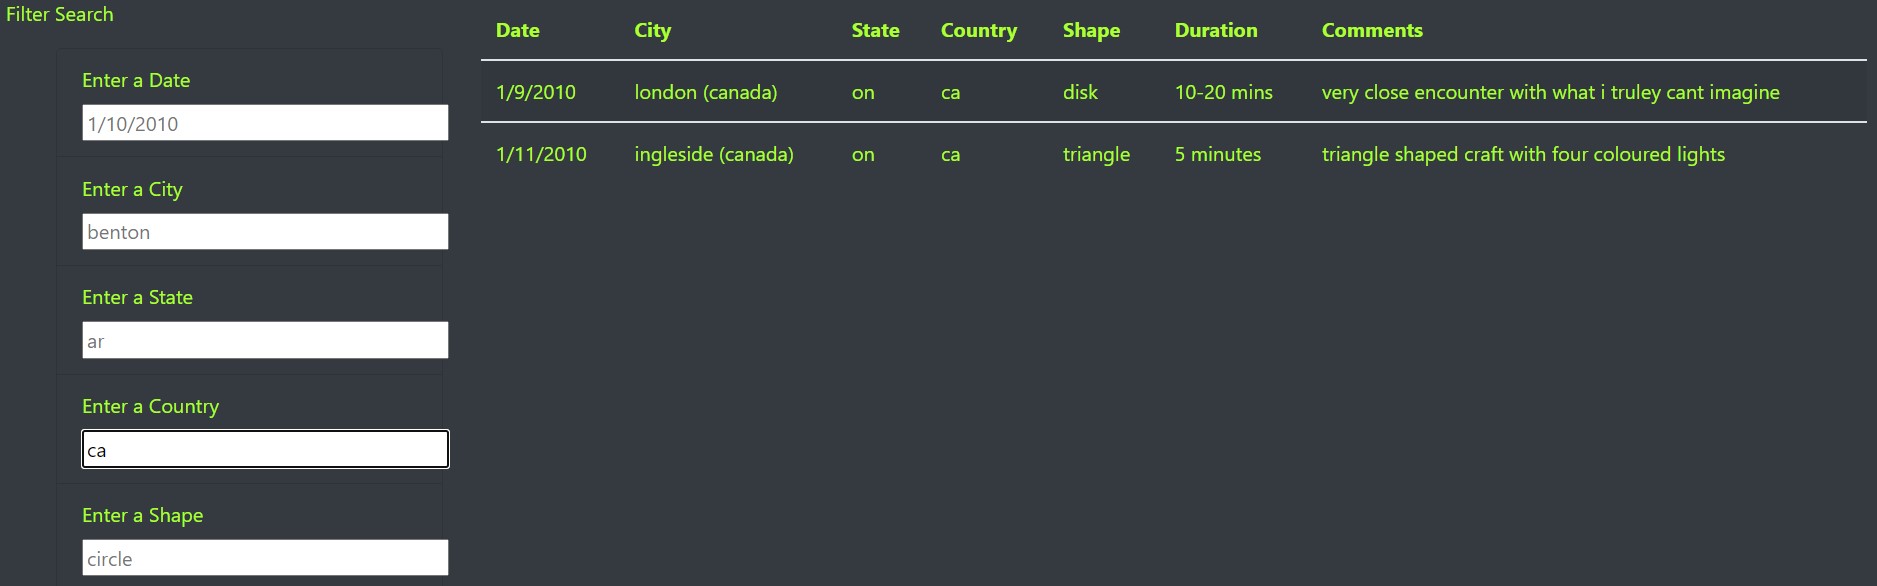 Filter Search
Enter a Date
1/10/2010
Enter a City
benton
Enter a State
ar
Enter a Country
ca
Enter a Shape
circle
Date City State Country Shape Duration Comments
1/9/2010 london (canada) on ca disk 10-20 mins very close encounter with what i truley cant imagine
1/11/2010 ingleside (canada) on ca triangle 5 minutes triangle shaped craft with four coloured lights